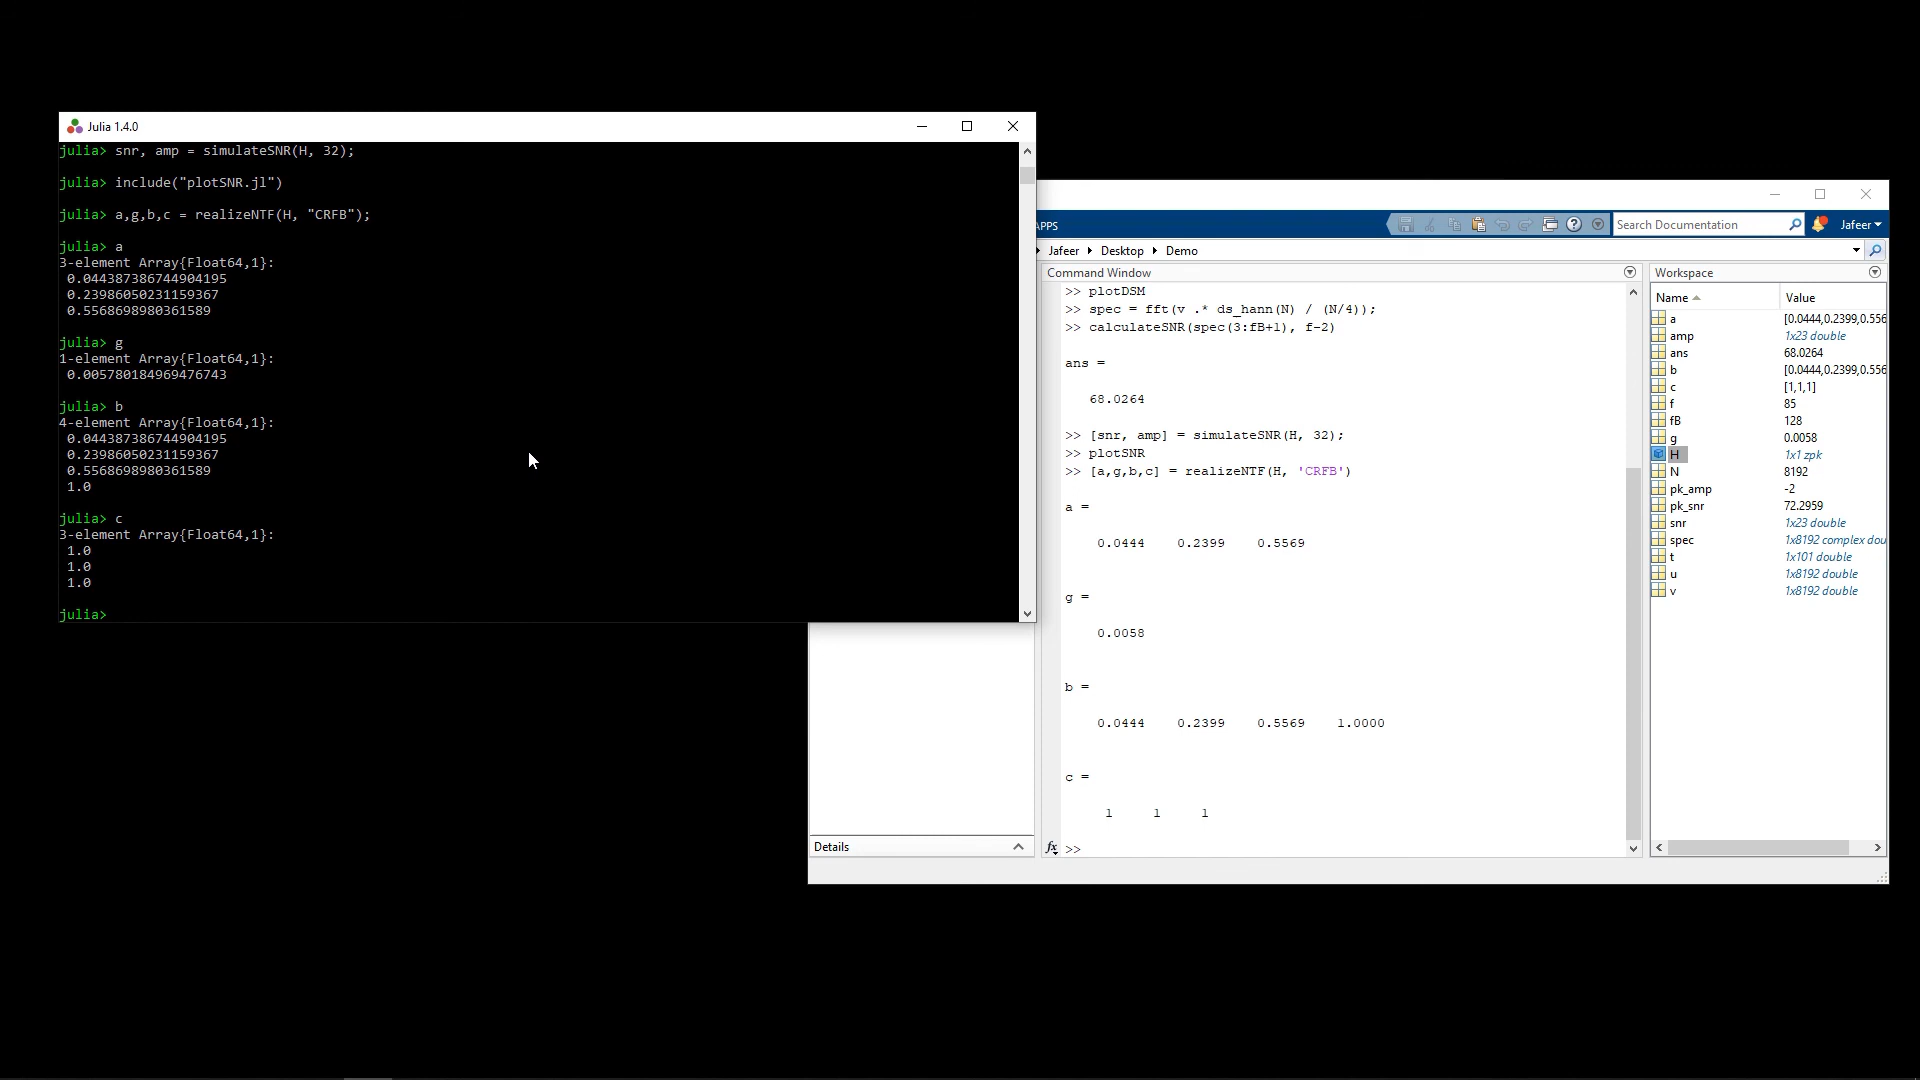 Julia 1.4.0
julia> snr, amp = simulateSNR(H, 32);
julia> include("plotSNR.jl")
julia> a,g,b,c = realizeNTF(H, "CRFB");
julia> a
3-element Array{Float64,1}:
0.044387386744904195
0.23986050231159367
0.5568698980361589
julia> g
1-element Array{Float64,1}:
0.005780184969476743
julia> b
4-element Array{Float64,1}:
0.044387386744904195
0.23986050231159367
0.5568698980361589
1.0
julia> c
3-element Array{Float64,1}:
1.0
1.0
1.0
julia>
APPS
Search Documentation
Jafeer
Jafeer Desktop Demo
Command Window
>> plotDSM
>> spec = fft(v .* ds_hann(N) / (N/4));
>> calculateSNR(spec(3:fB+1), f-2)
ans =
68.0264
>> [snr, amp] = simulateSNR(H, 32);
>> plotSNR
>> [a,g,b,c] = realizeNTF(H, 'CRFB')
a =
0.0444 0.2399 0.5569
g =
0.0058
b =
0.0444 0.2399 0.5569 1.0000
c =
1 1 1
fx >>
Details
Workspace
Name Value
a [0.0444,0.2399,0.556
amp 1x23 double
ans 68.0264
b [0.0444,0.2399,0.556
c [1,1,1]
f 85
fB 128
g 0.0058
H 1x1 zpk
N 8192
pk_amp -2
pk_snr 72.2959
snr 1x23 double
spec 1x8192 complex dou
t 1x101 double
u 1x8192 double
v 1x8192 double